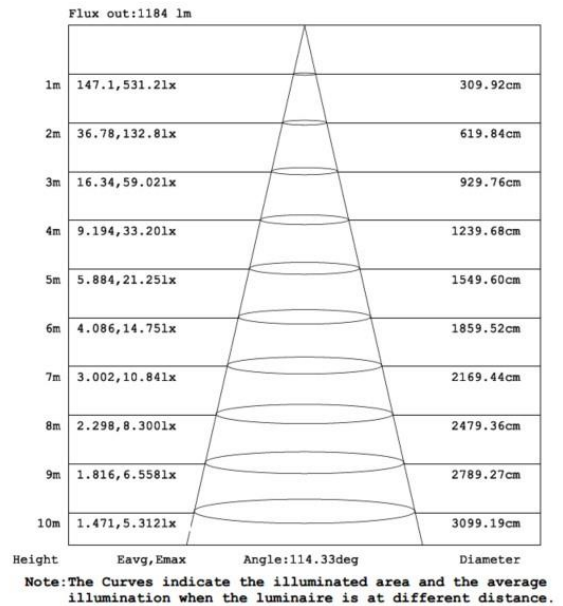 Flux out:1184 lm
1m 147.1,531.2lx 309.92cm
2m 36.78,132.8lx 619.84cm
3m 16.34,59.02lx 929.76cm
4m 9.194,33.20lx 1239.68cm
5m 5.884,21.25lx 1549.60cm
6m 4.086,14.75lx 1859.52cm
7m 3.002,10.84lx 2169.44cm
8m 2.298,8.300lx 2479.36cm
9m 1.816,6.558lx 2789.27cm
10m 1.471,5.312lx 3099.19cm
Height Eavg,Emax Angle:114.33deg Diameter
Note:The Curves indicate the illuminated area and the average
illumination when the luminaire is at different distance.